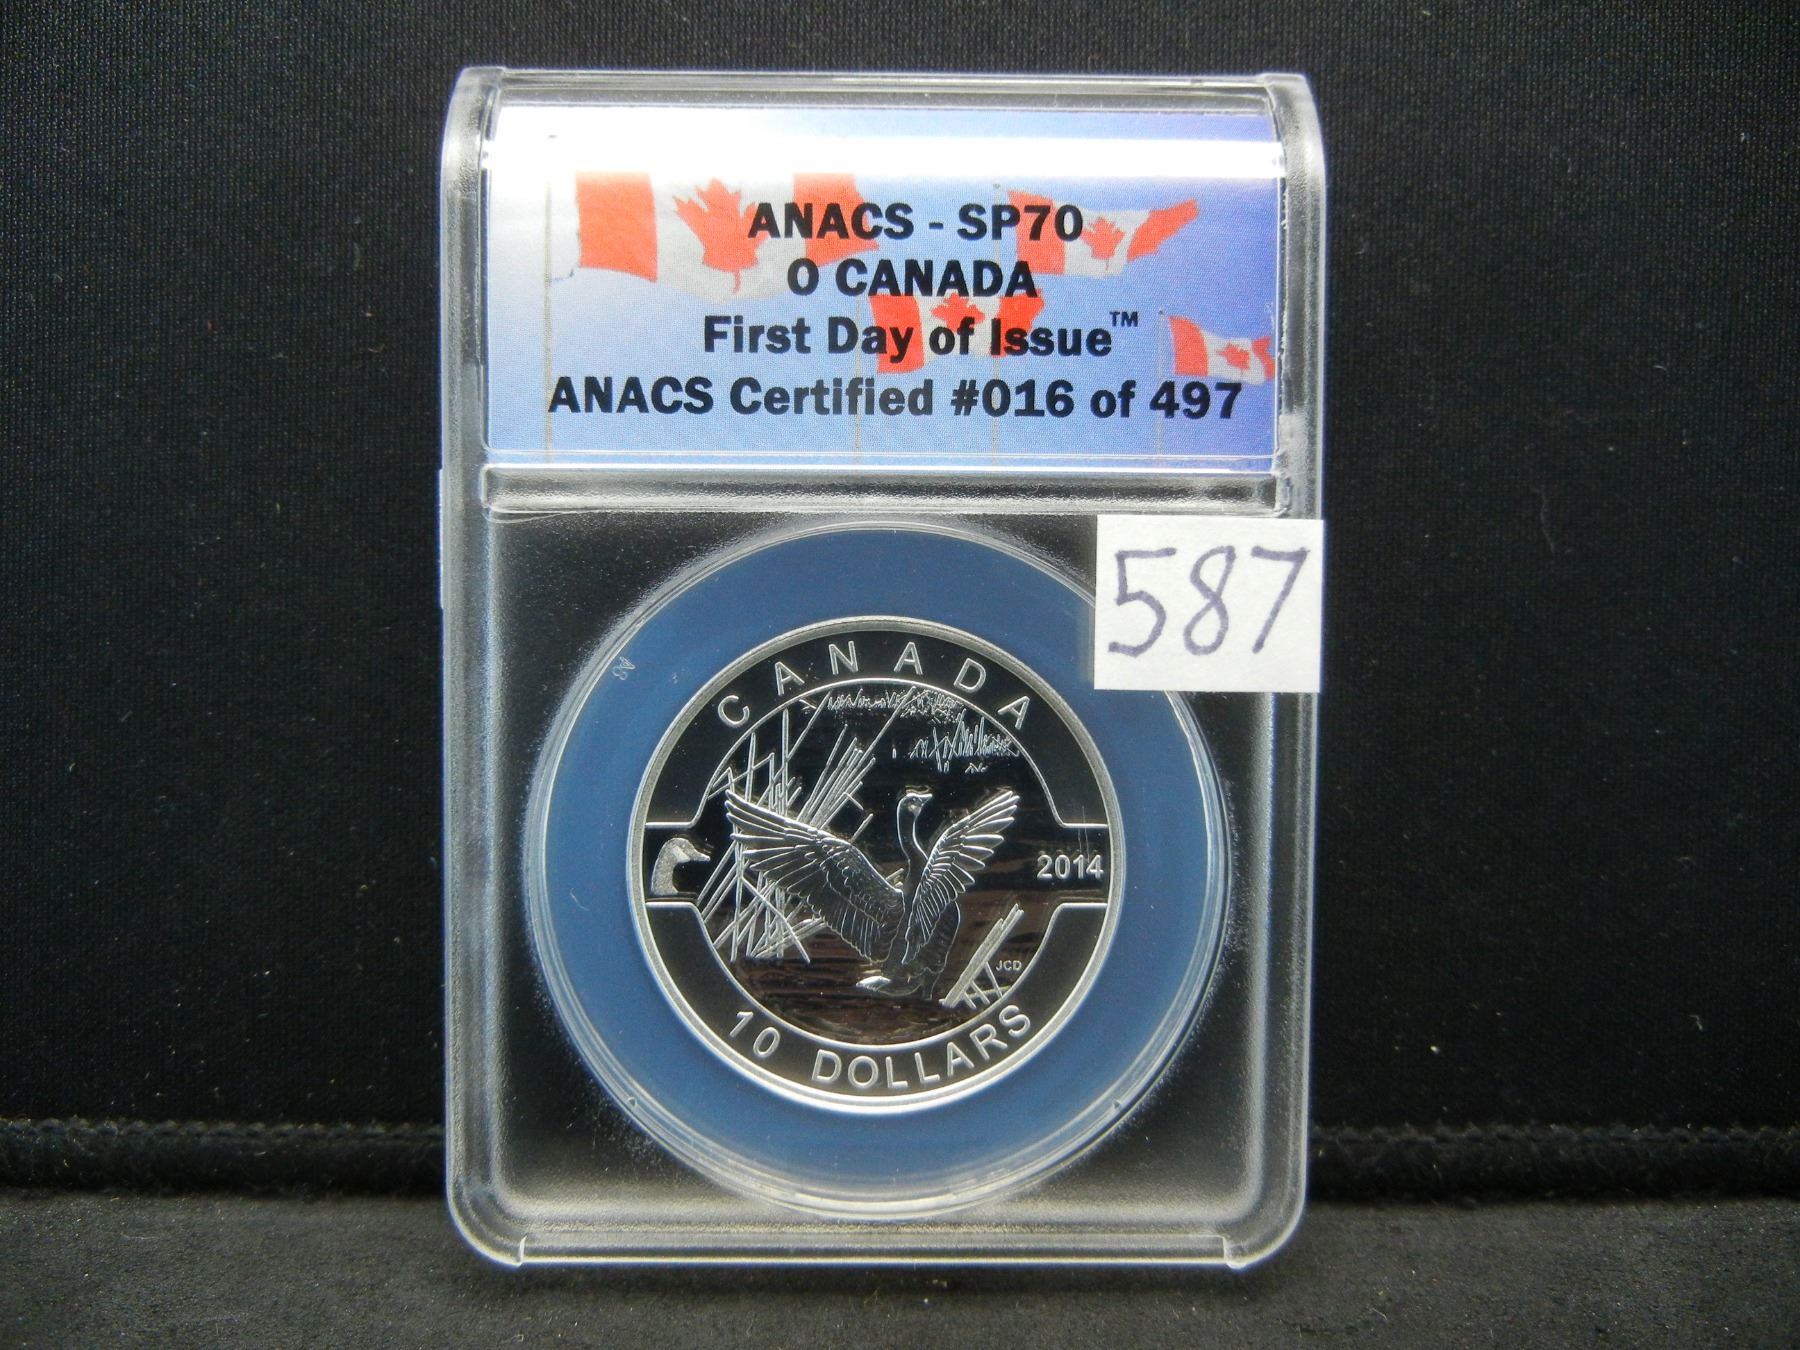 ANACS - SP70
O CANADA
First Day of Issue™
ANACS Certified #016 of 497
587
CANADA
2014
JCD
10 DOLLARS